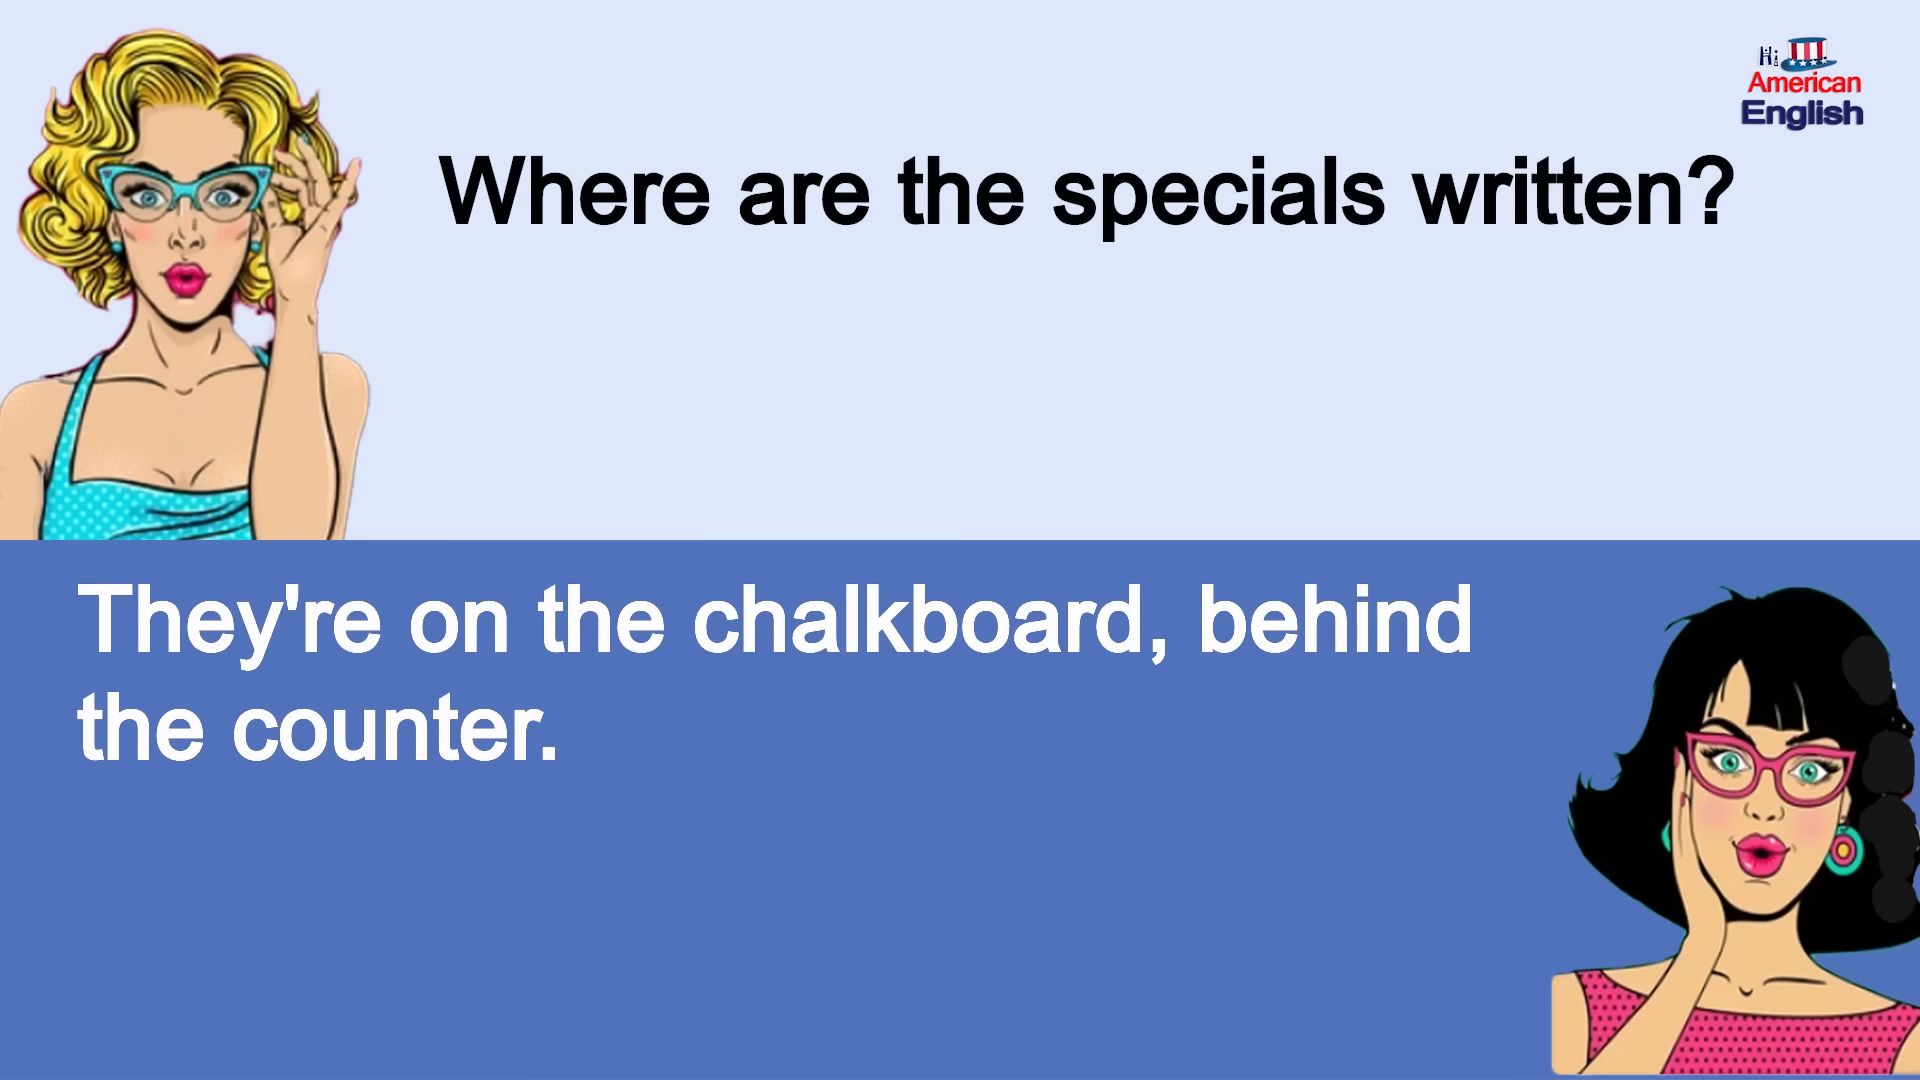 Hi
American
English
Where are the specials written?
They're on the chalkboard, behind
the counter.